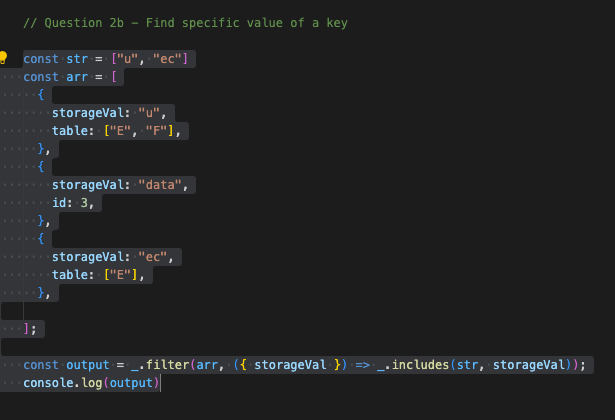 // Question 2b - Find specific value of a key
const str = ["u", "ec"]
const arr = [
{
storageVal: "u",
table: ["E", "F"],
},
{
storageVal: "data",
id: 3,
},
{
storageVal: "ec",
table: ["E"],
},
];
const output = _.filter(arr, ({ storageVal }) => _.includes(str, storageVal));
console.log(output)